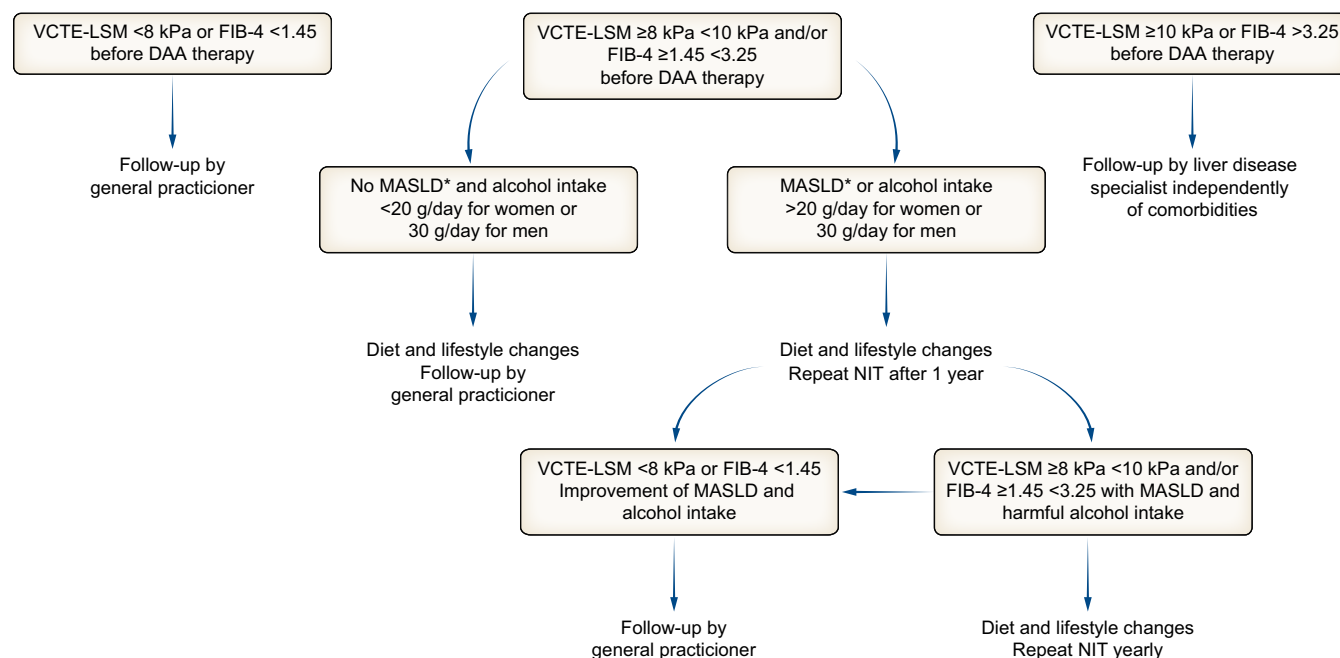 VCTE-LSM <8 kPa or FIB-4 <1.45
before DAA therapy
VCTE-LSM ≥8 kPa <10 kPa and/or
FIB-4 ≥1.45 <3.25
before DAA therapy
VCTE-LSM ≥10 kPa or FIB-4 >3.25
before DAA therapy
Follow-up by
general practicioner
No MASLD* and alcohol intake
<20 g/day for women or
30 g/day for men
MASLD* or alcohol intake
>20 g/day for women or
30 g/day for men
Follow-up by liver disease
specialist independently
of comorbidities
Diet and lifestyle changes
Follow-up by
general practicioner
Diet and lifestyle changes
Repeat NIT after 1 year
VCTE-LSM <8 kPa or FIB-4 <1.45
Improvement of MASLD and
alcohol intake
VCTE-LSM ≥8 kPa <10 kPa and/or
FIB-4 ≥1.45 <3.25 with MASLD and
harmful alcohol intake
Follow-up by
general practicioner
Diet and lifestyle changes
Repeat NIT yearly